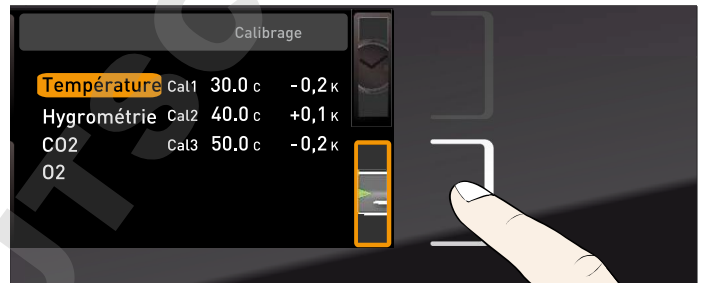 Calibrage
Température Cal1 30.0 c -0,2 K
Hygrométrie Cal2 40.0 c +0,1 K
CO2 Cal3 50.0 c -0,2 K
O2